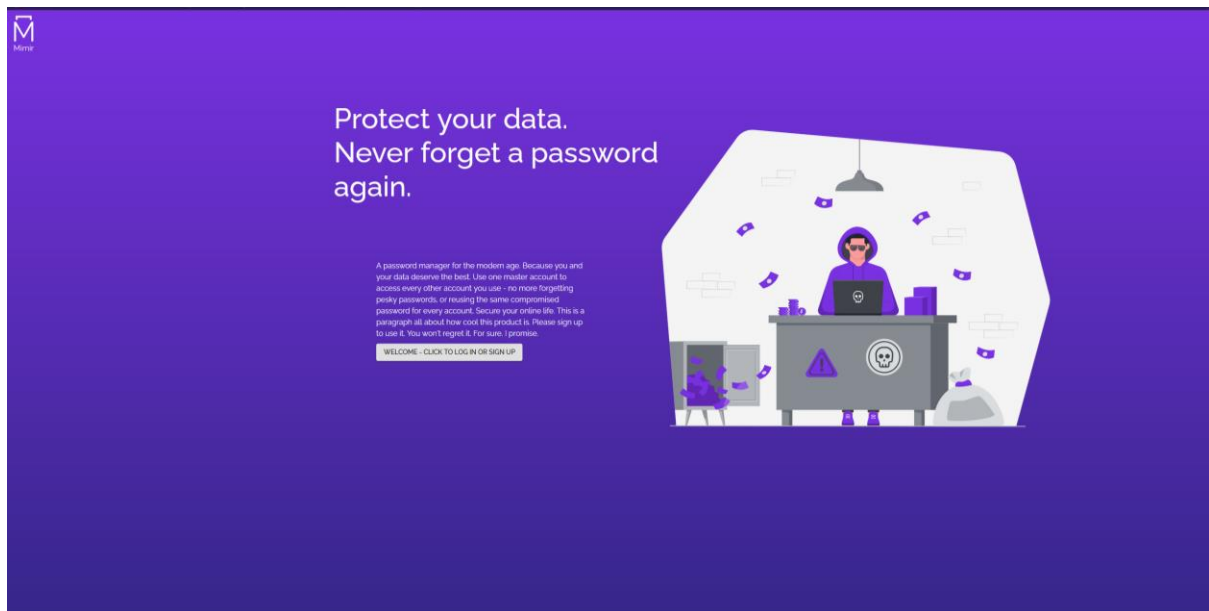 Mimir
Protect your data.
Never forget a password
again.
A password manager for the modern age. Because you and
your data deserve the best. Use one master account to
access every other account you use - no more forgetting
pesky passwords, or reusing the same compromised
password for every account. Secure your online life. This is a
paragraph all about how cool this product is. Please sign up
to use it. You won't regret it. For sure. I promise.
WELCOME - CLICK TO LOG IN OR SIGN UP